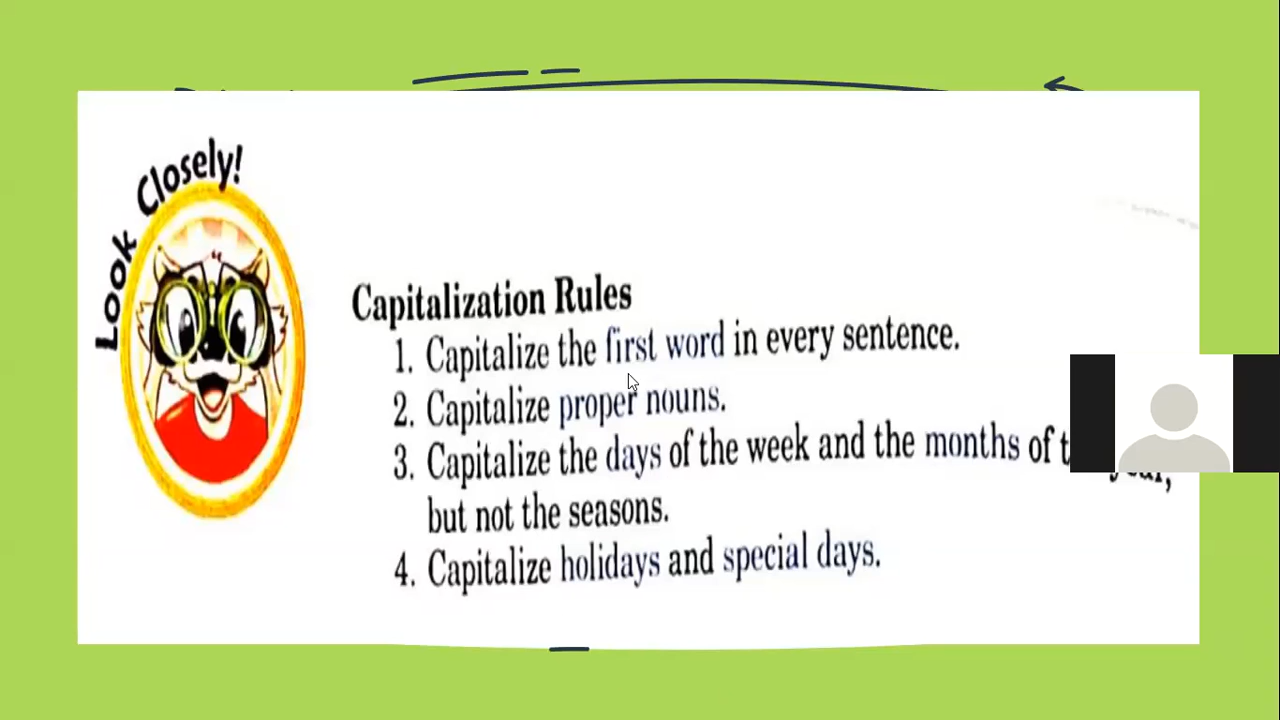 Look Closely!
Capitalization Rules
1. Capitalize the first word in every sentence.
2. Capitalize proper nouns.
3. Capitalize the days of the week and the months of
but not the seasons.
4. Capitalize holidays and special days.